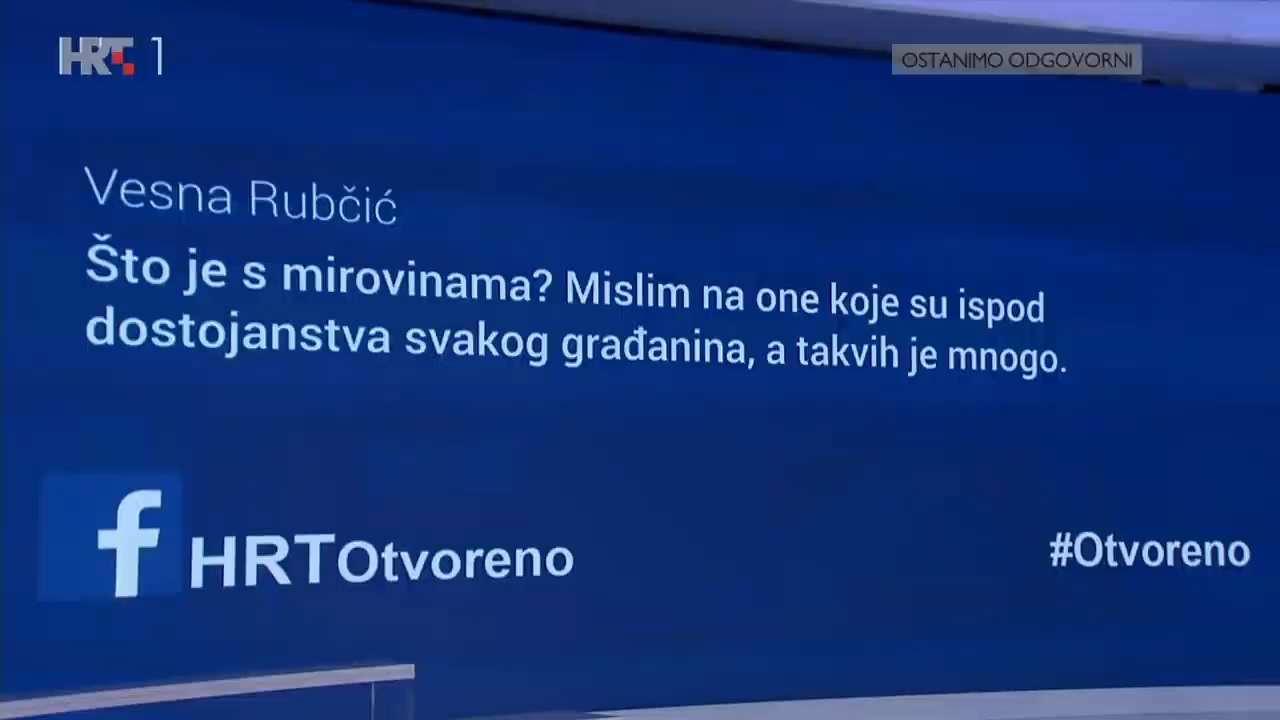 HRT 1
OSTANIMO ODGOVORNI
Vesna Rubčić
Što je s mirovinama? Mislim na one koje su ispod
dostojanstva svakog građanina, a takvih je mnogo.
f HRTOtvoreno
#Otvoreno